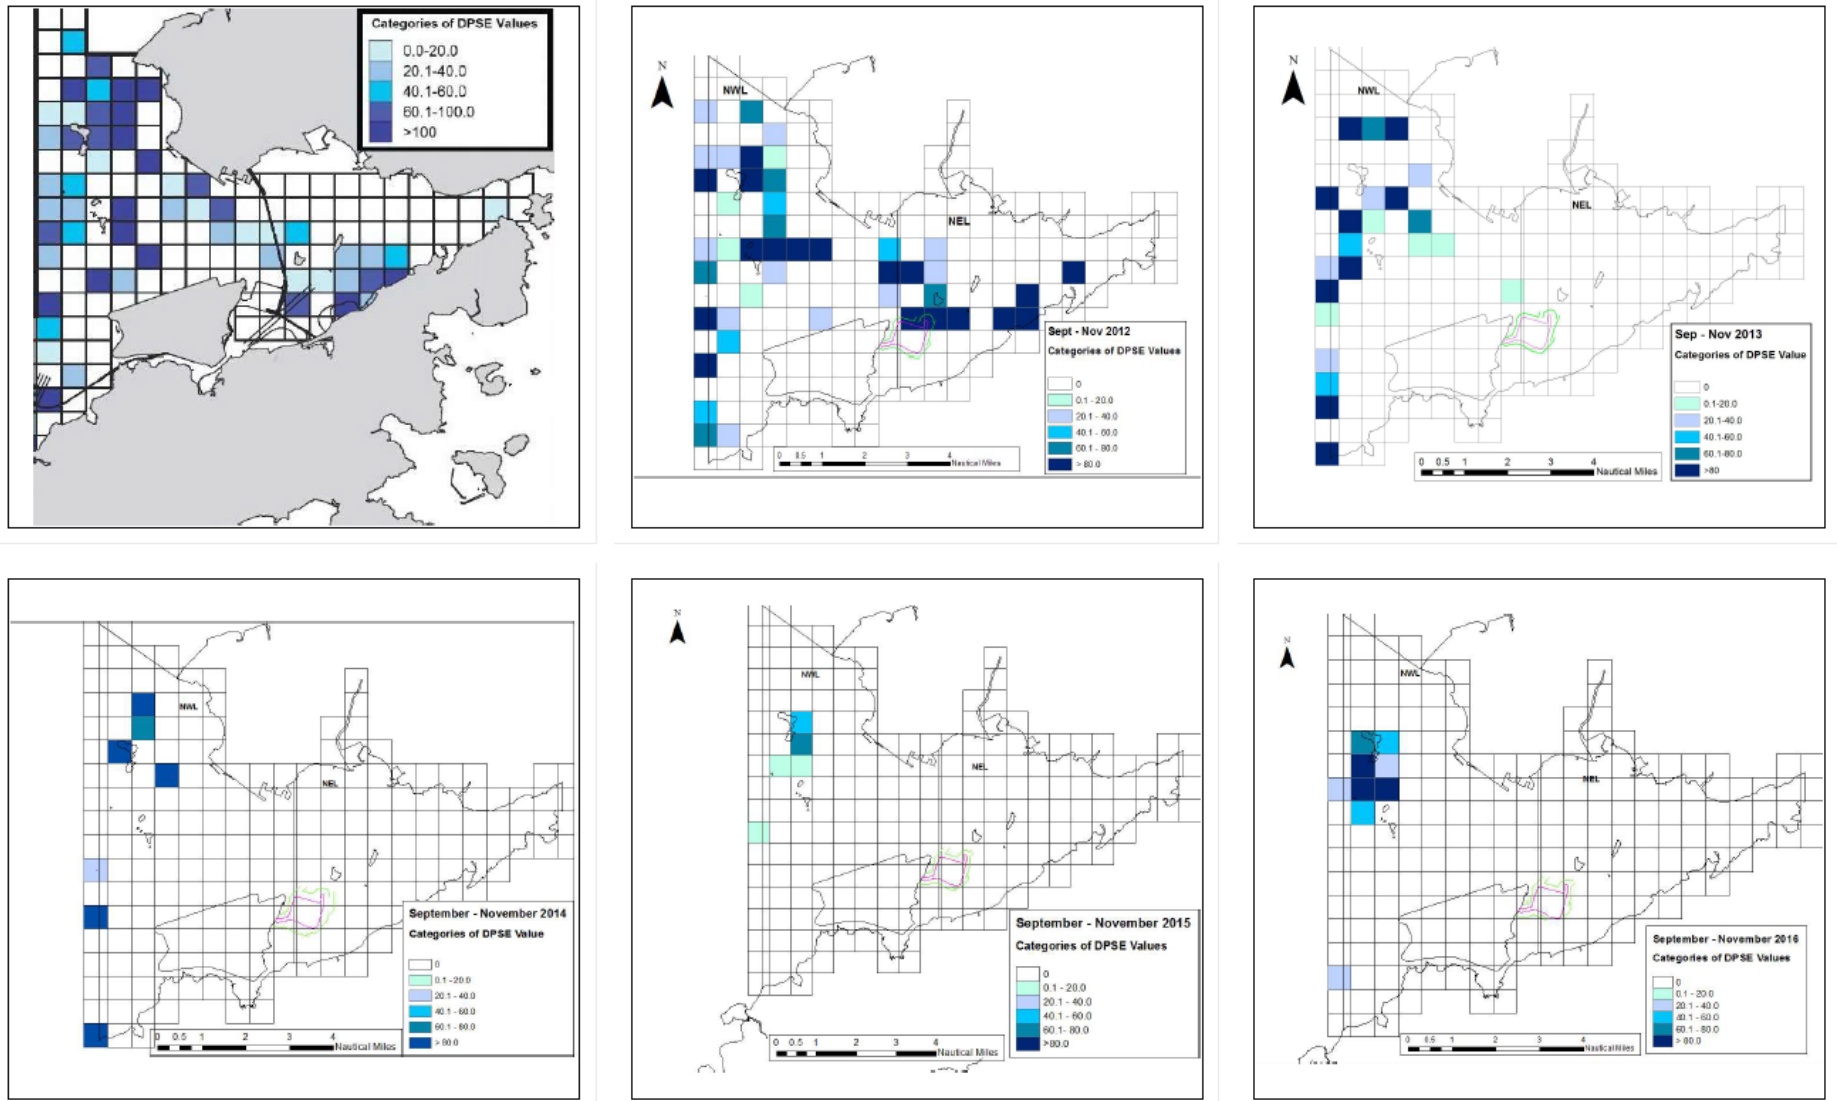 Categories of DPSE Values
0.0-20.0
20.1-40.0
40.1-60.0
60.1-100.0
>100
N
NWL
NEL
Sept - Nov 2012
Categories of DPSE Values
0
0.1 - 20.0
20.1 - 40.0
40.1 - 60.0
60.1 - 80.0
> 80.0
0 0.5 1 2 3 4
Nautical Miles
N
NWL
NEL
Sep - Nov 2013
Categories of DPSE Value
0
0.1-20.0
20.1-40.0
40.1-60.0
60.1-80.0
>80
0 0.5 1 2 3 4
Nautical Miles
NWL
NEL
September - November 2014
Categories of DPSE Value
0
0.1 - 20.0
20.1 - 40.0
40.1 - 60.0
60.1 - 80.0
> 80.0
0 0.5 1 2 3 4
Nautical Miles
N
NWL
NEL
September - November 2015
Categories of DPSE Values
0
0.1 - 20.0
20.1 - 40.0
40.1 - 60.0
60.1 - 80.0
>80.0
0 0.5 1 2 3 4
Nautical Miles
N
NWL
NEL
September - November 2016
Categories of DPSE Values
0
0.1 - 20.0
20.1 - 40.0
40.1 - 60.0
60.1 - 80.0
> 80.0
0 0.5 1 2 3 4
Nautical Miles